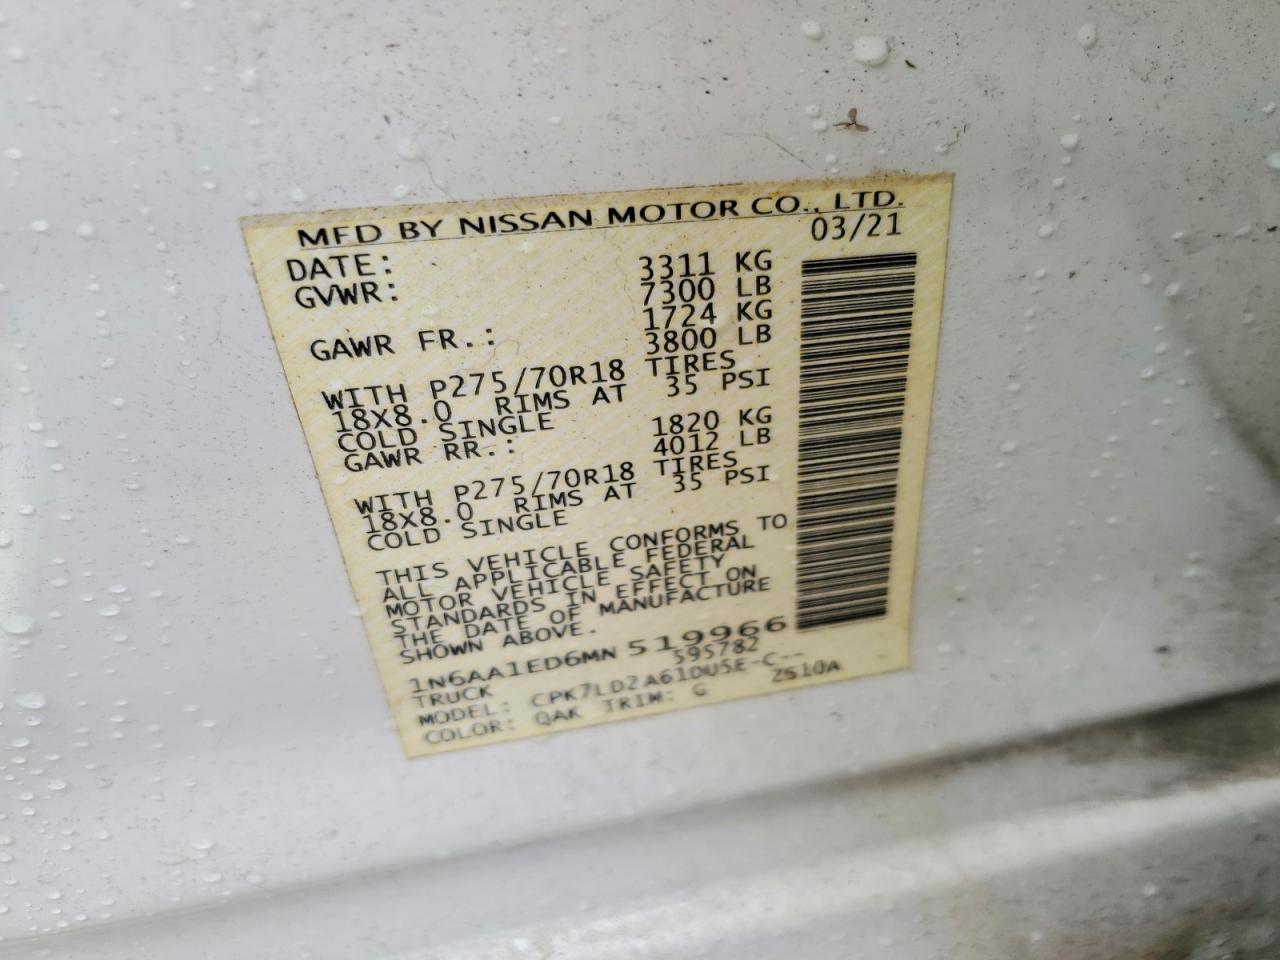 MFD BY NISSAN MOTOR CO., LTD.
DATE: 03/21
GVWR: 3311 KG
7300 LB
GAWR FR.: 1724 KG
3800 LB
WITH P275/70R18 TIRES
18X8.0 RIMS AT 35 PSI
COLD SINGLE
GAWR RR.: 1820 KG
4012 LB
WITH P275/70R18 TIRES
18X8.0 RIMS AT 35 PSI
COLD SINGLE
THIS VEHICLE CONFORMS TO
ALL APPLICABLE FEDERAL
MOTOR VEHICLE SAFETY
STANDARDS IN EFFECT ON
THE DATE OF MANUFACTURE
SHOWN ABOVE.
1N6AA1ED6MN 519966
TRUCK 595782
MODEL: CPK7LD2A61DU5E-C--
COLOR: QAK TRIM: G ZS10A